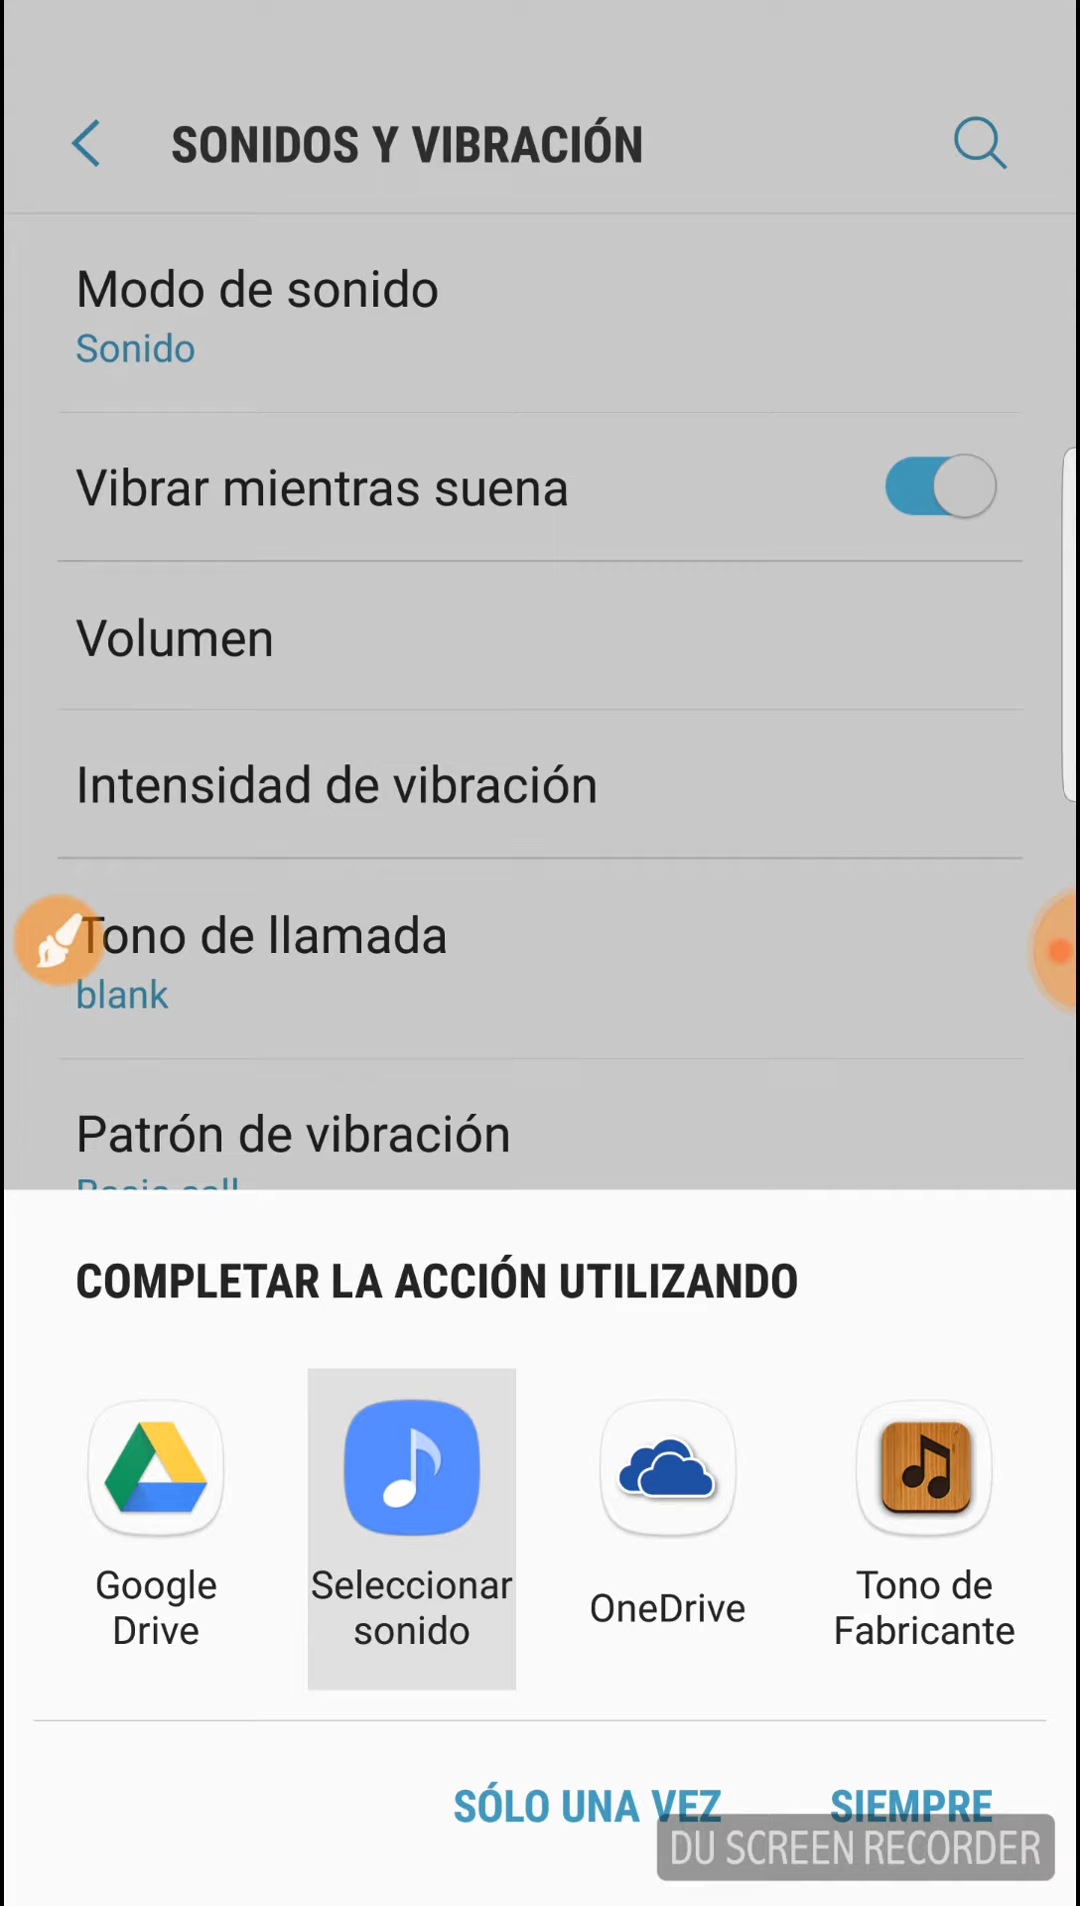 SONIDOS Y VIBRACIÓN
Modo de sonido
Sonido
Vibrar mientras suena
Volumen
Intensidad de vibración
Tono de llamada
blank
Patrón de vibración
Basic call
COMPLETAR LA ACCIÓN UTILIZANDO
Google
Drive
Seleccionar
sonido
OneDrive
Tono de
Fabricante
SÓLO UNA VEZ
SIEMPRE
DU SCREEN RECORDER